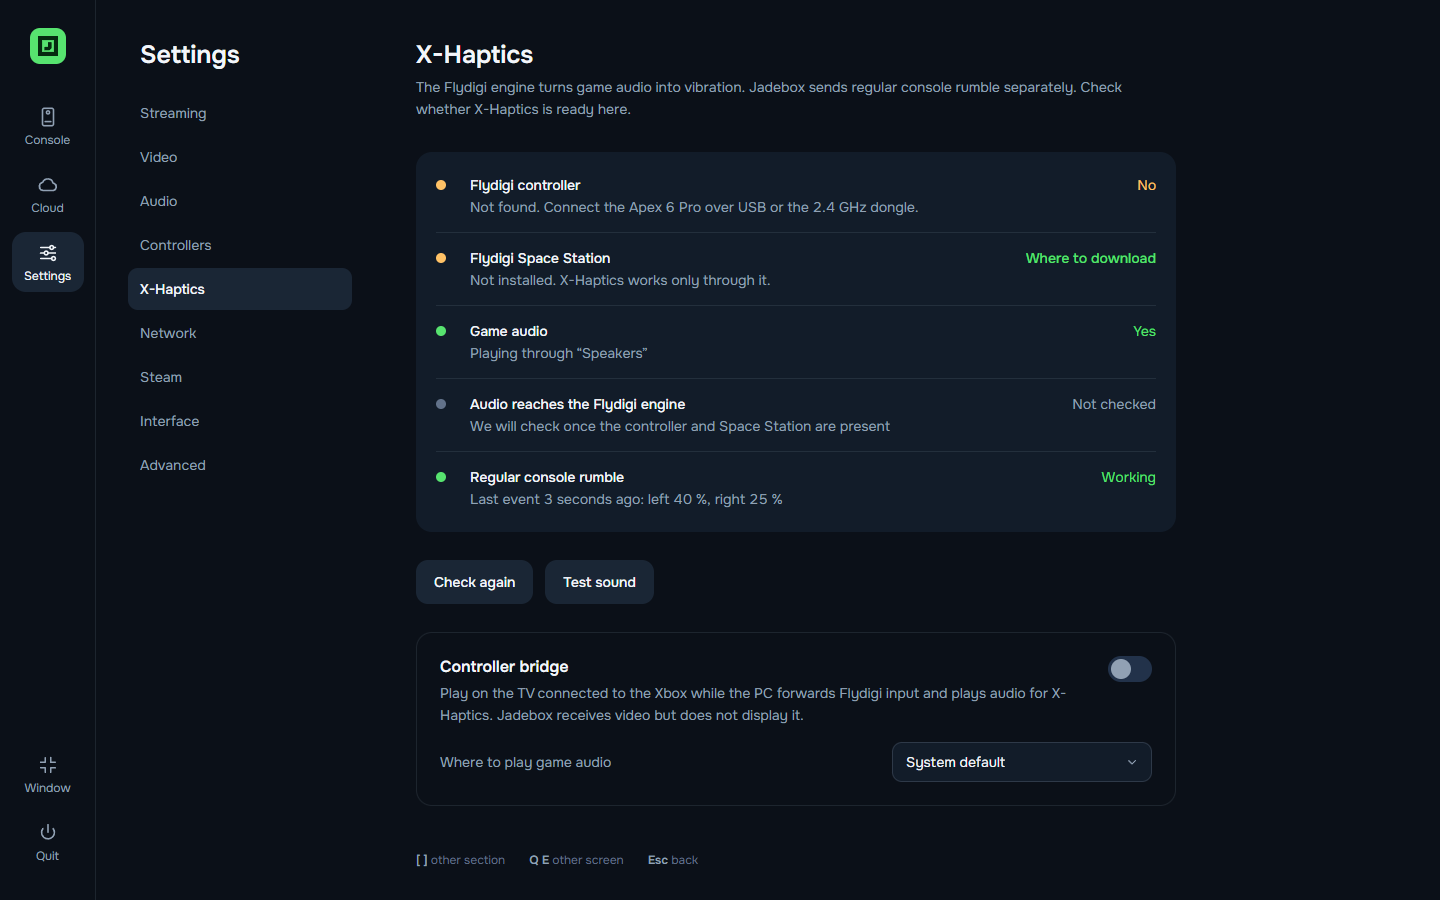 Console
Cloud
Settings
Window
Quit
Settings
Streaming
Video
Audio
Controllers
X-Haptics
Network
Steam
Interface
Advanced
X-Haptics
The Flydigi engine turns game audio into vibration. Jadebox sends regular console rumble separately. Check
whether X-Haptics is ready here.
Flydigi controller
No
Not found. Connect the Apex 6 Pro over USB or the 2.4 GHz dongle.
Flydigi Space Station
Where to download
Not installed. X-Haptics works only through it.
Game audio
Yes
Playing through “Speakers”
Audio reaches the Flydigi engine
Not checked
We will check once the controller and Space Station are present
Regular console rumble
Working
Last event 3 seconds ago: left 40 %, right 25 %
Check again
Test sound
Controller bridge
Play on the TV connected to the Xbox while the PC forwards Flydigi input and plays audio for X-
Haptics. Jadebox receives video but does not display it.
Where to play game audio
System default
[ ] other section
Q E other screen
Esc back